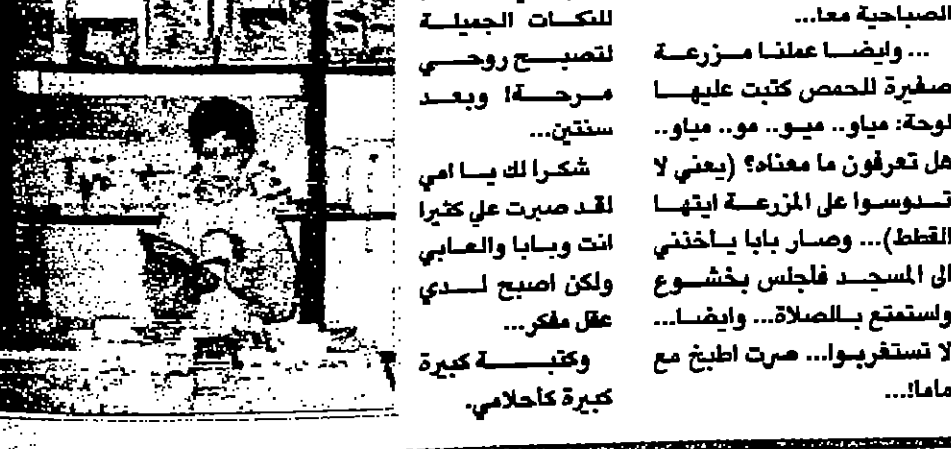 الصباحية معا...
... وايضا عملنا مزرعة
صغيرة للحمص كتبت عليها
لوحة: مياو.. ميو.. مو.. مياو..
هل تعرفون ما معناه؟ (يعني لا
تدوسوا على المزرعة ايتها
القطط)... وصار بابا ياخذني
الى المسجد فأجلس بخشوع
واستمتع بالصلاة... وايضا...
لا تستغربوا... صرت اطبخ مع
ماما!...
للنكات الجميلة
لتصبح روحي
مرحة! وبعد
سنتين...
شكرا لك يا امي
لقد صبرت علي كثيرا
انت وبابا والعابي
ولكن اصبح لدي
عقل مفكر...
وكتبة كبيرة
كبيرة كأحلامي.